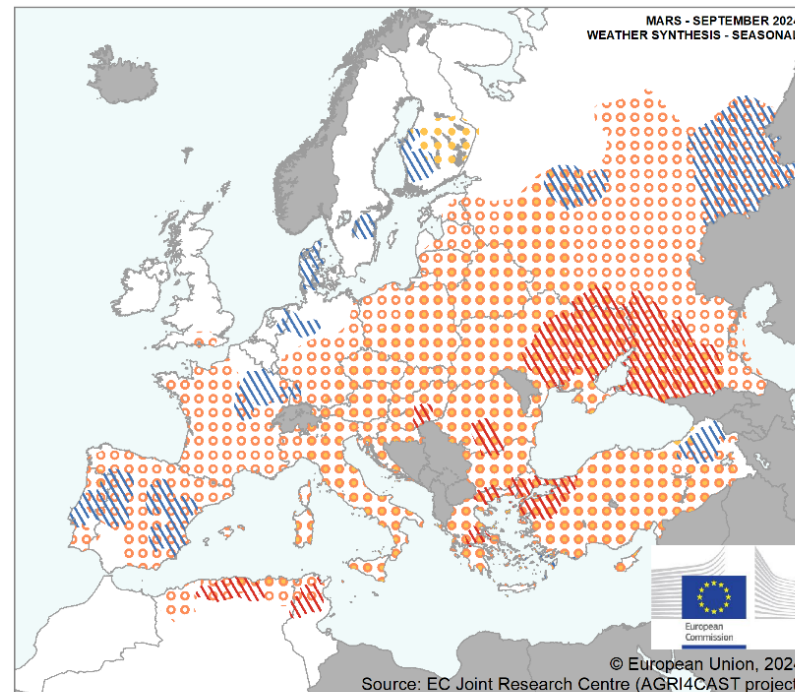 MARS - SEPTEMBER 2024
WEATHER SYNTHESIS - SEASONAL
European
Commission
© European Union, 2024
Source: EC Joint Research Centre (AGRI4CAST project